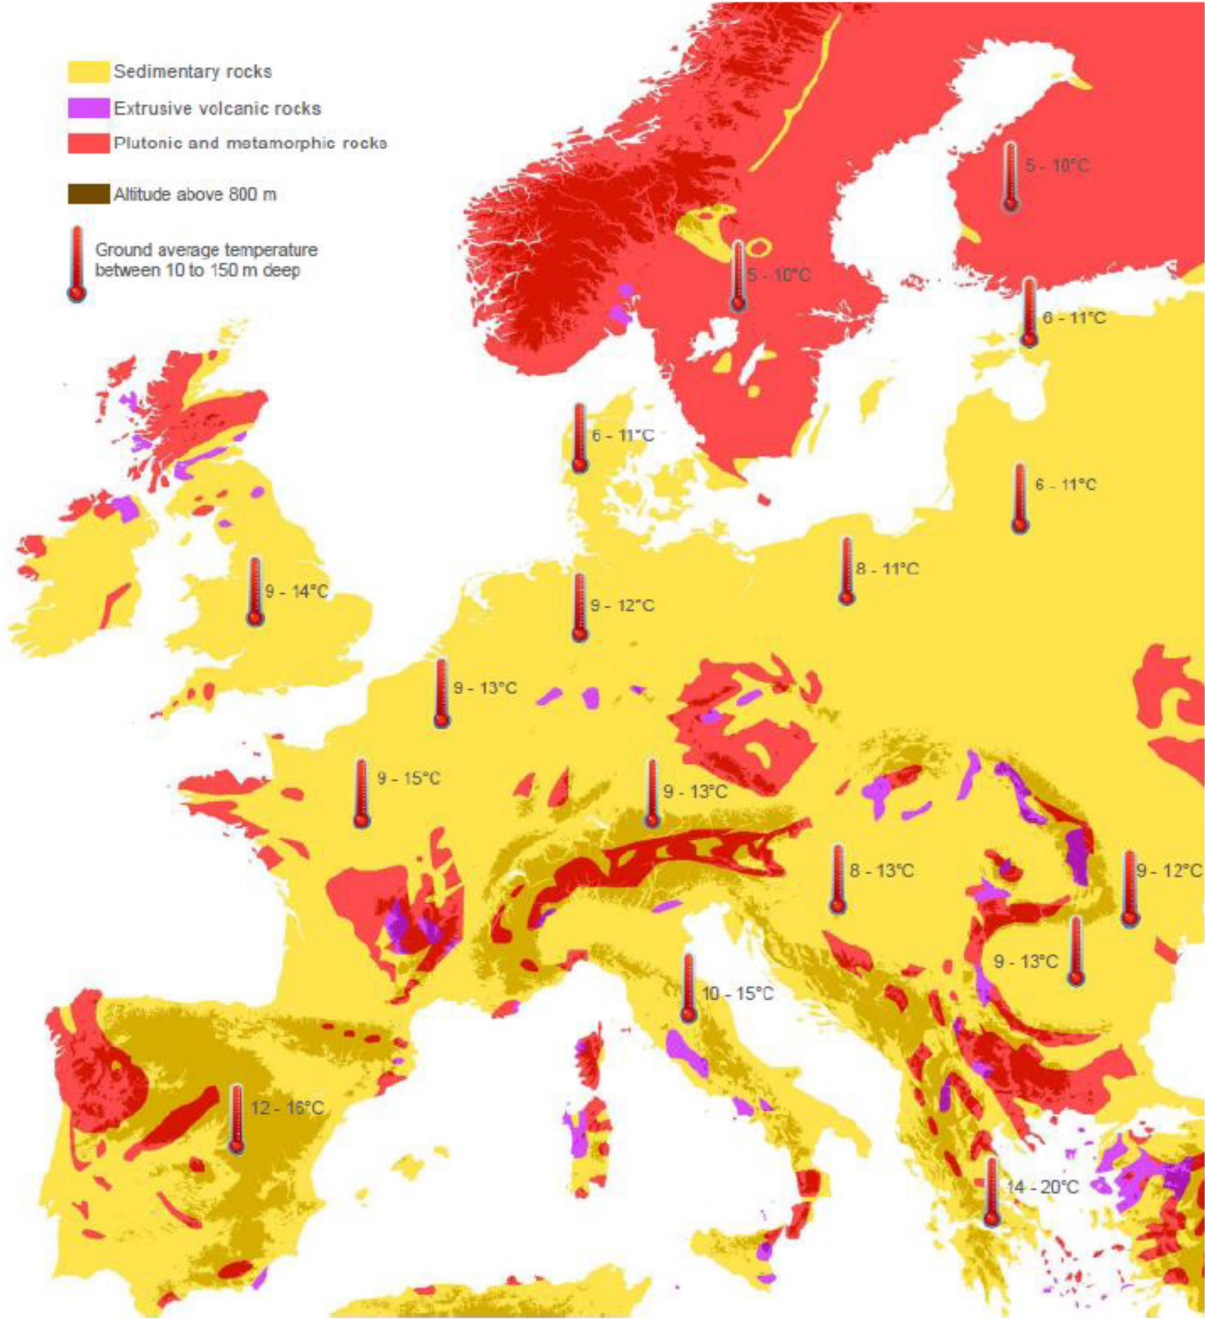 Sedimentary rocks
Extrusive volcanic rocks
Plutonic and metamorphic rocks
Altitude above 800 m
Ground average temperature
between 10 to 150 m deep
5 - 10°C
5 - 10°C
6 - 11°C
6 - 11°C
6 - 11°C
8 - 11°C
9 - 14°C
9 - 12°C
9 - 13°C
9 - 15°C
9 - 13°C
8 - 13°C
9 - 12°C
9 - 13°C
10 - 15°C
12 - 16°C
14 - 20°C